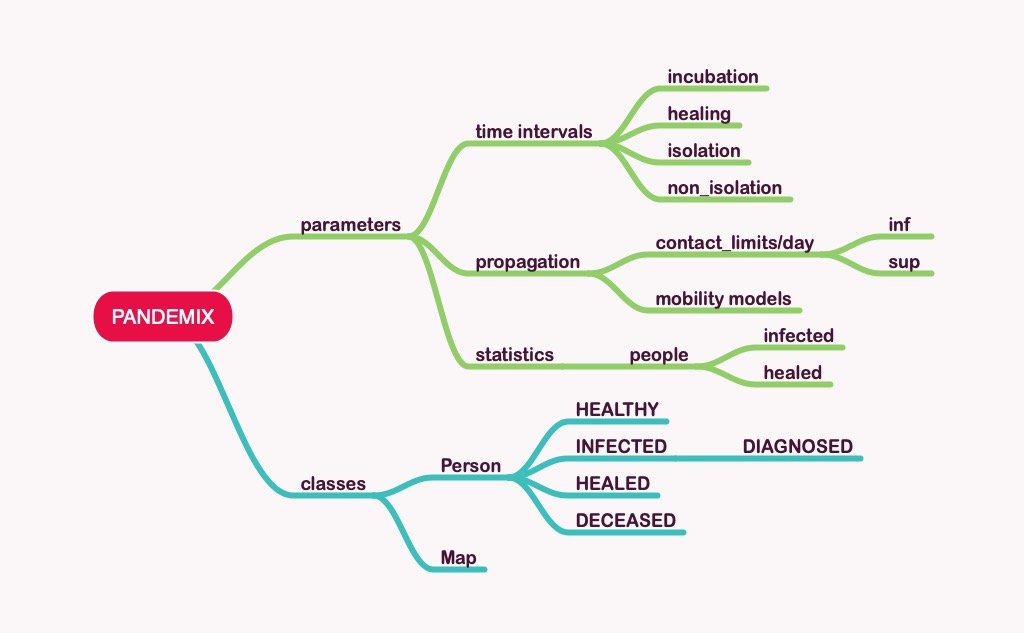 PANDEMIX
parameters
time intervals
incubation
healing
isolation
non_isolation
propagation
contact_limits/day
inf
sup
mobility models
statistics
people
infected
healed
classes
Person
HEALTHY
INFECTED
DIAGNOSED
HEALED
DECEASED
Map